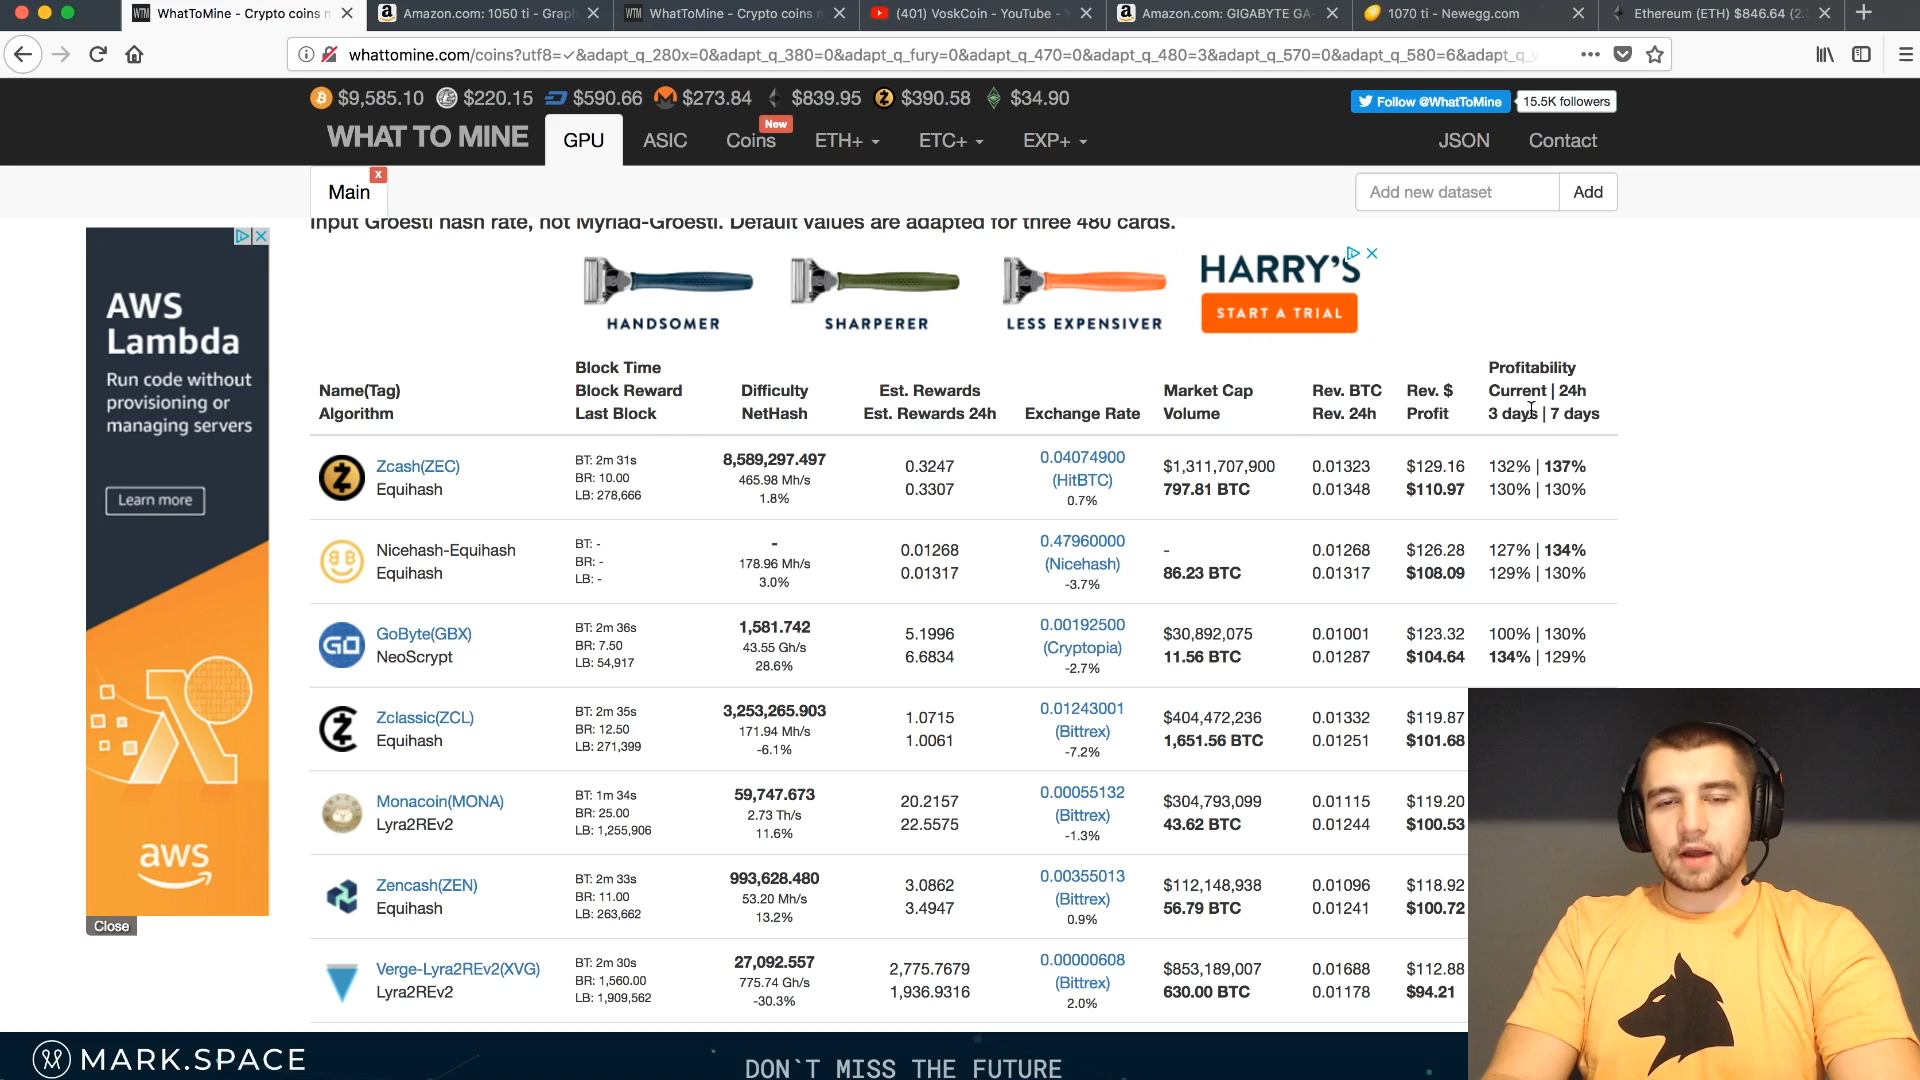 WhatToMine - Crypto coins m
Amazon.com: 1050 ti - Graph
WhatToMine - Crypto coins m
(401) VoskCoin - YouTube -
Amazon.com: GIGABYTE GA-
1070 ti - Newegg.com
Ethereum (ETH) $846.64 (2.
whattomine.com/coins?utf8=✓&adapt_q_280x=0&adapt_q_380=0&adapt_q_fury=0&adapt_q_470=0&adapt_q_480=3&adapt_q_570=0&adapt_q_580=6&adapt_q_v
$9,585.10 $220.15 $590.66 $273.84 $839.95 $390.58 $34.90
Follow @WhatToMine 15.5K followers
WHAT TO MINE GPU ASIC Coins New ETH+ ETC+ EXP+ JSON Contact
Main x
Add new dataset Add
Input Groestl hash rate, not Myriad-Groestl. Default values are adapted for three 480 cards.
HANDSOMER
SHARPERER
LESS EXPENSIVER
HARRY'S
START A TRIAL
AWS
Lambda
Run code without
provisioning or
managing servers
Learn more
aws
Close
Name(Tag)
Algorithm
Block Time
Block Reward
Last Block
Difficulty
NetHash
Est. Rewards
Est. Rewards 24h
Exchange Rate
Market Cap
Volume
Rev. BTC
Rev. 24h
Rev. $
Profit
Profitability
Current | 24h
3 days | 7 days
Zcash(ZEC)
Equihash
BT: 2m 31s
BR: 10.00
LB: 278,666
8,589,297.497
465.98 Mh/s
1.8%
0.3247
0.3307
0.04074900
(HitBTC)
0.7%
$1,311,707,900
797.81 BTC
0.01323
0.01348
$129.16
$110.97
132% | 137%
130% | 130%
Nicehash-Equihash
Equihash
BT: -
BR: -
LB: -
-
178.96 Mh/s
3.0%
0.01268
0.01317
0.47960000
(Nicehash)
-3.7%
-
86.23 BTC
0.01268
0.01317
$126.28
$108.09
127% | 134%
129% | 130%
GO
GoByte(GBX)
NeoScrypt
BT: 2m 36s
BR: 7.50
LB: 54,917
1,581.742
43.55 Gh/s
28.6%
5.1996
6.6834
0.00192500
(Cryptopia)
-2.7%
$30,892,075
11.56 BTC
0.01001
0.01287
$123.32
$104.64
100% | 130%
134% | 129%
Zclassic(ZCL)
Equihash
BT: 2m 35s
BR: 12.50
LB: 271,399
3,253,265.903
171.94 Mh/s
-6.1%
1.0715
1.0061
0.01243001
(Bittrex)
-7.2%
$404,472,236
1,651.56 BTC
0.01332
0.01251
$119.87
$101.68
Monacoin(MONA)
Lyra2REv2
BT: 1m 34s
BR: 25.00
LB: 1,255,906
59,747.673
2.73 Th/s
11.6%
20.2157
22.5575
0.00055132
(Bittrex)
-1.3%
$304,793,099
43.62 BTC
0.01115
0.01244
$119.20
$100.53
Zencash(ZEN)
Equihash
BT: 2m 33s
BR: 11.00
LB: 263,662
993,628.480
53.20 Mh/s
13.2%
3.0862
3.4947
0.00355013
(Bittrex)
0.9%
$112,148,938
56.79 BTC
0.01096
0.01241
$118.92
$100.72
Verge-Lyra2REv2(XVG)
Lyra2REv2
BT: 2m 30s
BR: 1,560.00
LB: 1,909,562
27,092.557
775.74 Gh/s
-30.3%
2,775.7679
1,936.9316
0.00000608
(Bittrex)
2.0%
$853,189,007
630.00 BTC
0.01688
0.01178
$112.88
$94.21
MARK.SPACE
DON`T MISS THE FUTURE